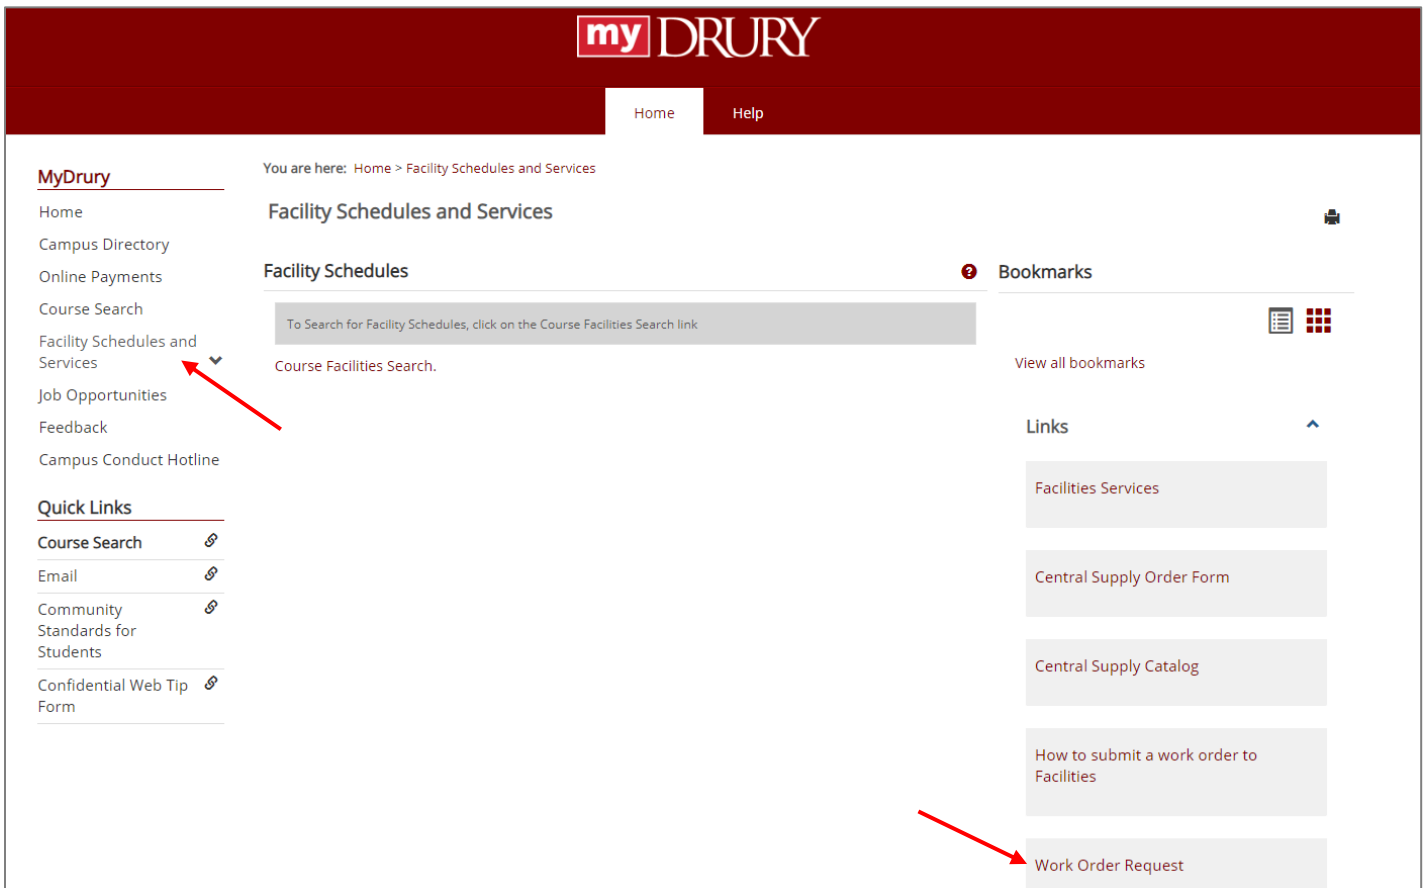 my DRURY
Home
Help
MyDrury
Home
Campus Directory
Online Payments
Course Search
Facility Schedules and
Services
Job Opportunities
Feedback
Campus Conduct Hotline
Quick Links
Course Search
Email
Community
Standards for
Students
Confidential Web Tip
Form
You are here: Home > Facility Schedules and Services
Facility Schedules and Services
Facility Schedules
?
To Search for Facility Schedules, click on the Course Facilities Search link
Course Facilities Search.
Bookmarks
View all bookmarks
Links
Facilities Services
Central Supply Order Form
Central Supply Catalog
How to submit a work order to
Facilities
Work Order Request